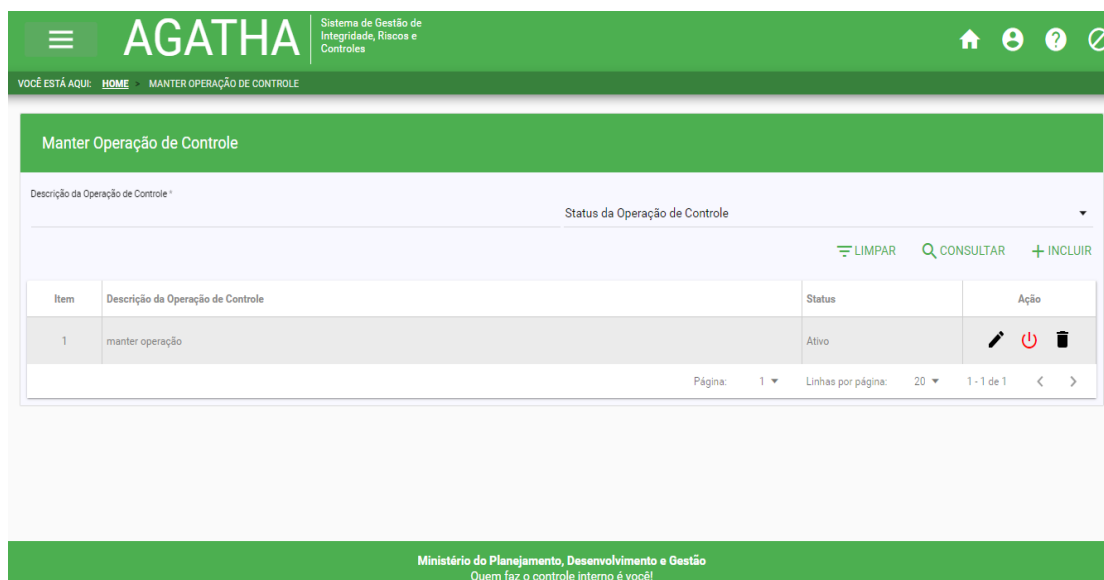 AGATHA
Sistema de Gestão de
Integridade, Riscos e
Controles
VOCÊ ESTÁ AQUI: HOME > MANTER OPERAÇÃO DE CONTROLE
Manter Operação de Controle
Descrição da Operação de Controle *
Status da Operação de Controle
LIMPAR CONSULTAR INCLUIR
Item Descrição da Operação de Controle Status Ação
1 manter operação Ativo
Página: 1 Linhas por página: 20 1 - 1 de 1
Ministério do Planejamento, Desenvolvimento e Gestão
Quem faz o controle interno é você!